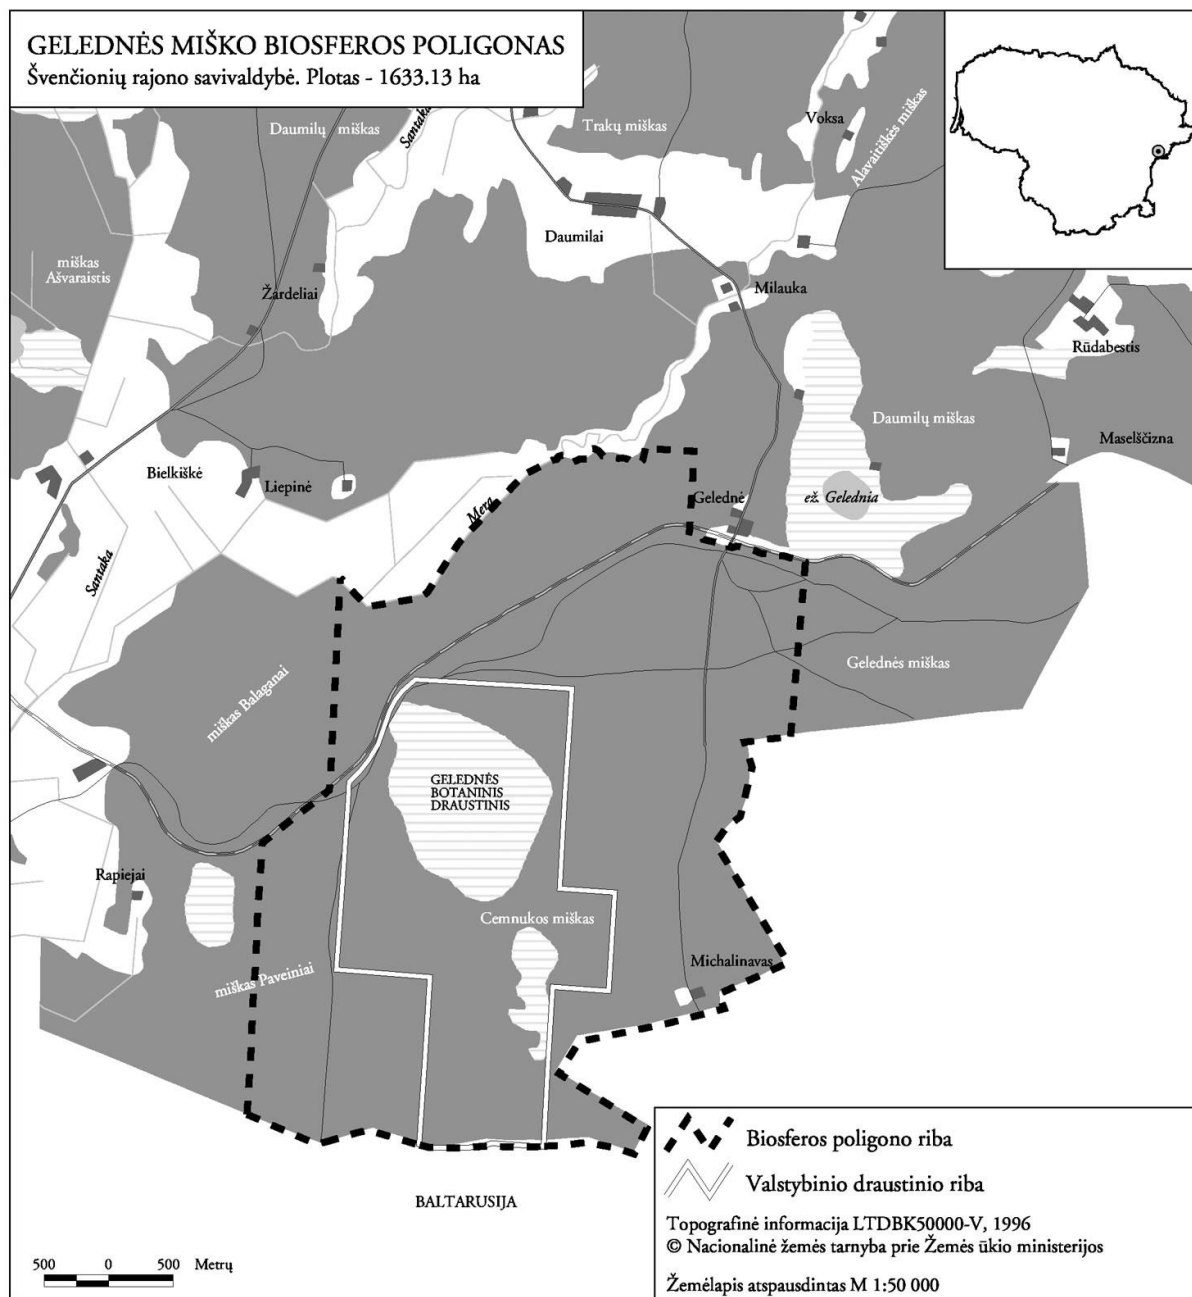 GELEDNĖS MIŠKO BIOSFEROS POLIGONAS
Švenčionių rajono savivaldybė. Plotas - 1633.13 ha
Daumilų miškas
Santaka
Trakų miškas
Voksa
Alavaitiškės miškas
Daumilai
miškas
Ašvaraistis
Žardeliai
Milauka
Rūdabestis
Daumilų miškas
Maselščizna
Bielkiškė
Liepinė
Mera
Gelednė
ež. Gelednia
Santaka
Gelednės miškas
miškas Balaganai
GELEDNĖS
BOTANINIS
DRAUSTINIS
Rapiejai
Cemnukos miškas
miškas Paveiniai
Michalinavas
BALTARUSIJA
Biosferos poligono riba
Valstybinio draustinio riba
Topografinė informacija LTDBK50000-V, 1996
© Nacionalinė žemės tarnyba prie Žemės ūkio ministerijos
Žemėlapis atspausdintas M 1:50 000
500 0 500 Metrų